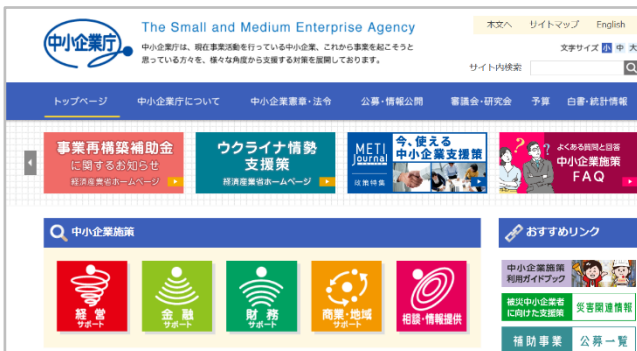 中小企業庁
The Small and Medium Enterprise Agency
中小企業庁は、現在事業活動を行っている中小企業、これから事業を起こそうと
思っている方々を、様々な角度から支援する対策を展開しております。
本文へ サイトマップ English
文字サイズ 小 中 大
サイト内検索
トップページ 中小企業庁について 中小企業憲章・法令 公募・情報公開 審議会・研究会 予算 白書・統計情報
事業再構築補助金
に関するお知らせ
経済産業省ホームページ
ウクライナ情勢
支援策
経済産業省ホームページ
METI
Journal
政策特集
今、使える
中小企業支援策
よくある質問と回答
中小企業施策
FAQ
中小企業施策
経営
サポート
金融
サポート
財務
サポート
商業・地域
サポート
相談・情報提供
おすすめリンク
中小企業施策
利用ガイドブック
被災中小企業者
に向けた支援策
災害関連情報
補助事業 公募一覧